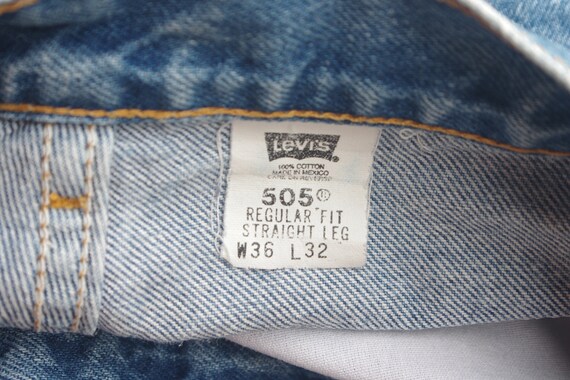 LEVI'S
100% COTTON
MADE IN MEXICO
505®
REGULAR FIT
STRAIGHT LEG
W36 L32